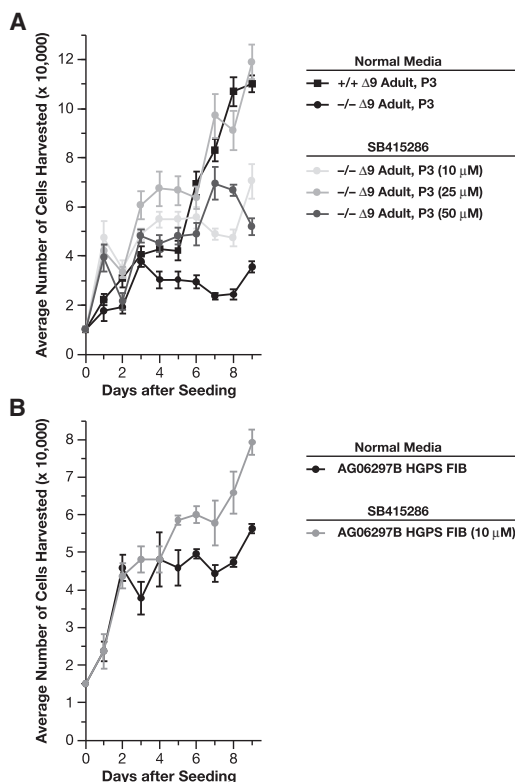 A
Average Number of Cells Harvested (x 10,000)
12
10
8
6
4
2
0
0 2 4 6 8
Days after Seeding
Normal Media
+/+ Δ9 Adult, P3
–/– Δ9 Adult, P3
SB415286
–/– Δ9 Adult, P3 (10 μM)
–/– Δ9 Adult, P3 (25 μM)
–/– Δ9 Adult, P3 (50 μM)
B
Average Number of Cells Harvested (x 10,000)
8
7
6
5
4
3
2
1
0
0 2 4 6 8
Days after Seeding
Normal Media
AG06297B HGPS FIB
SB415286
AG06297B HGPS FIB (10 μM)